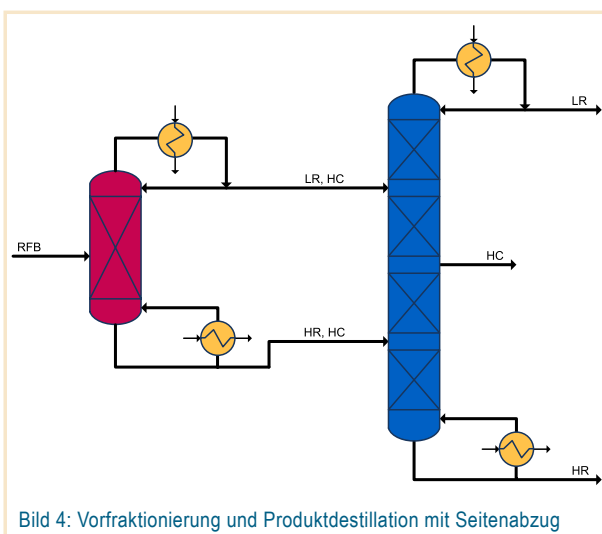 LR
LR, HC
RFB
HC
HR, HC
HR
Bild 4: Vorfraktionierung und Produktdestillation mit Seitenabzug